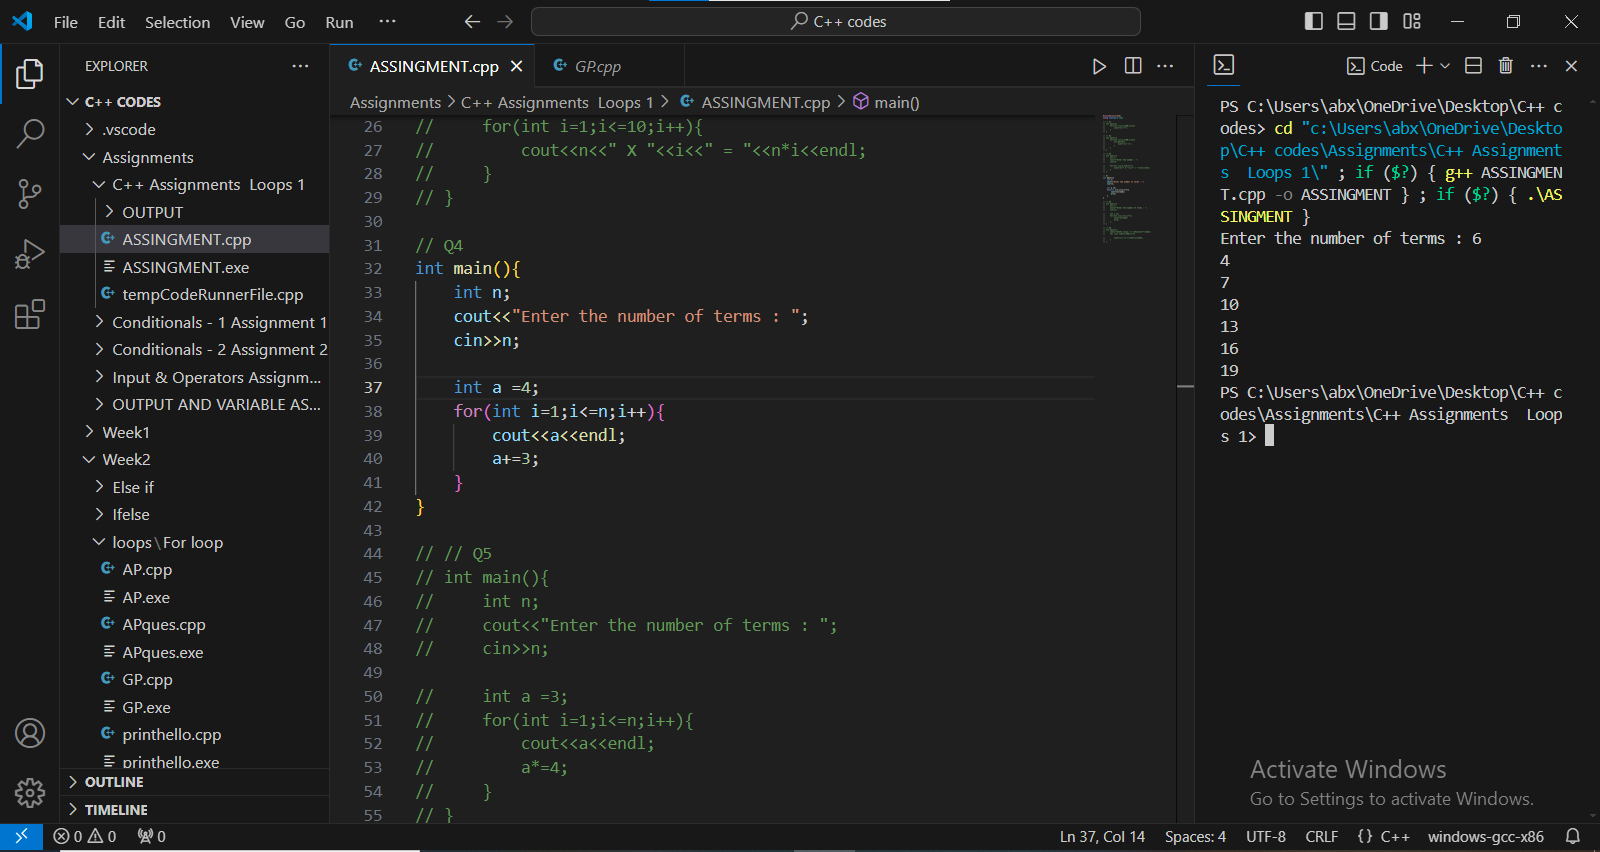 File Edit Selection View Go Run ··· C++ codes
EXPLORER ···
C++ CODES
.vscode
Assignments
C++ Assignments Loops 1
OUTPUT
ASSINGMENT.cpp
ASSINGMENT.exe
tempCodeRunnerFile.cpp
Conditionals - 1 Assignment 1
Conditionals - 2 Assignment 2
Input & Operators Assignm...
OUTPUT AND VARIABLE AS...
Week1
Week2
Else if
Ifelse
loops\For loop
AP.cpp
AP.exe
APques.cpp
APques.exe
GP.cpp
GP.exe
printhello.cpp
printhello.exe
OUTLINE
TIMELINE
ASSINGMENT.cpp GP.cpp
Assignments > C++ Assignments Loops 1 > ASSINGMENT.cpp > main()
26 //     for(int i=1;i<=10;i++){
27 //         cout<<n<<" X "<<i<<" = "<<n*i<<endl;
28 //     }
29 // }
30
31 // Q4
32 int main(){
33     int n;
34     cout<<"Enter the number of terms : ";
35     cin>>n;
36
37     int a =4;
38     for(int i=1;i<=n;i++){
39         cout<<a<<endl;
40         a+=3;
41     }
42 }
43
44 // // Q5
45 // int main(){
46 //     int n;
47 //     cout<<"Enter the number of terms : ";
48 //     cin>>n;
49
50 //     int a =3;
51 //     for(int i=1;i<=n;i++){
52 //         cout<<a<<endl;
53 //         a*=4;
54 //     }
55 // }
Code
PS C:\Users\abx\OneDrive\Desktop\C++ c
odes> cd "c:\Users\abx\OneDrive\Deskto
p\C++ codes\Assignments\C++ Assignment
s  Loops 1\" ; if ($?) { g++ ASSINGMEN
T.cpp -o ASSINGMENT } ; if ($?) { .\AS
SINGMENT }
Enter the number of terms : 6
4
7
10
13
16
19
PS C:\Users\abx\OneDrive\Desktop\C++ c
odes\Assignments\C++ Assignments  Loop
s 1>
Activate Windows
Go to Settings to activate Windows.
0 0 0 Ln 37, Col 14 Spaces: 4 UTF-8 CRLF {} C++ windows-gcc-x86